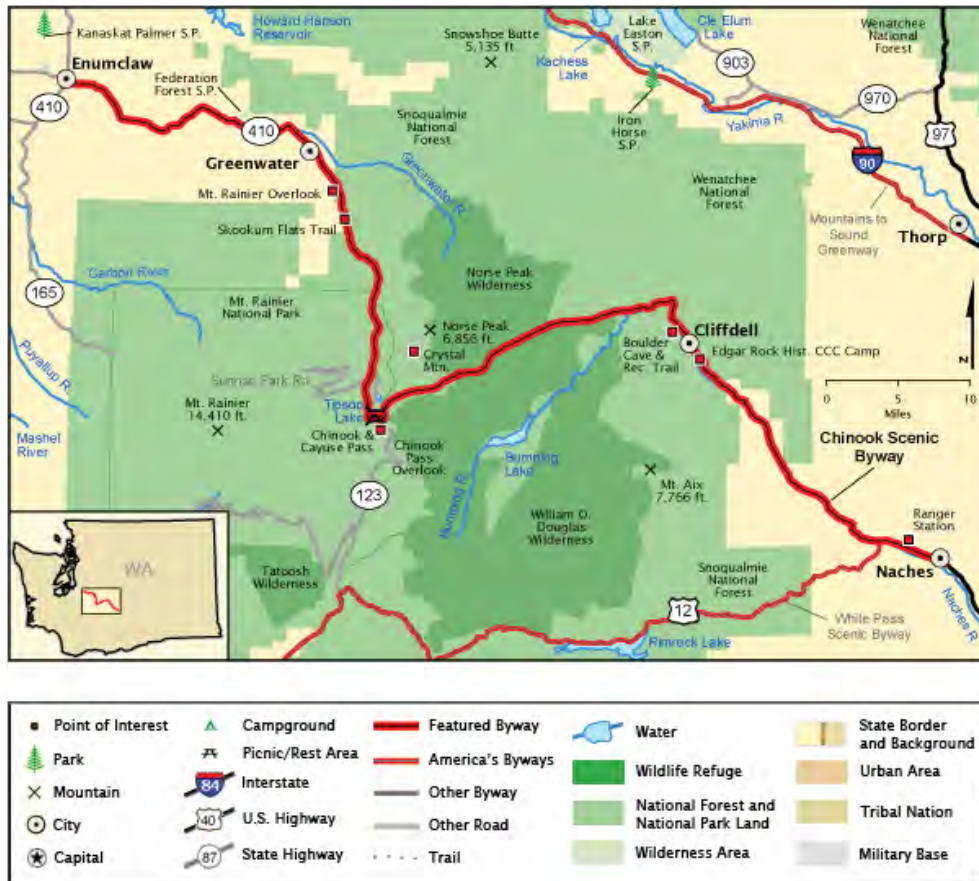 Kanaskat Palmer S.P.
Howard Hanson
Reservoir
Snowshoe Butte
5,135 ft.
Lake
Easton
S.P.
Cle Elum
Lake
Wenatchee
National
Forest
Enumclaw
Federation
Forest S.P.
Kachess
Lake
903
970
410
410
Snoqualmie
National
Forest
Iron
Horse
S.P.
Yakima R.
97
90
Greenwater
Greenwater R.
Mt. Rainier Overlook
Wenatchee
National
Forest
Skookum Flats Trail
Mountains to
Sound
Greenway
Thorp
Carbon River
165
Norse Peak
Wilderness
Mt. Rainier
National Park
N
Puyallup R.
Norse Peak
6,856 ft.
Crystal
Mtn.
Cliffdell
Boulder
Cave &
Rec. Trail
Edgar Rock Hist. CCC Camp
Sunrise Park Rd.
0 5 10
Miles
Mt. Rainier
14,410 ft.
Tipsoo
Lake
Mashel
River
Chinook &
Cayuse Pass
Chinook
Pass
Overlook
Bumping
Lake
Chinook Scenic
Byway
Mt. Aix
7,766 ft.
123
Bumping R.
William O.
Douglas
Wilderness
Ranger
Station
WA
Tatoosh
Wilderness
Snoqualmie
National
Forest
Naches
12
White Pass
Scenic Byway
Naches R.
Rimrock Lake
Point of Interest
Park
Mountain
City
Capital
Campground
Picnic/Rest Area
84
Interstate
40
U.S. Highway
87
State Highway
Featured Byway
America's Byways
Other Byway
Other Road
Trail
Water
Wildlife Refuge
National Forest and
National Park Land
Wilderness Area
State Border
and Background
Urban Area
Tribal Nation
Military Base